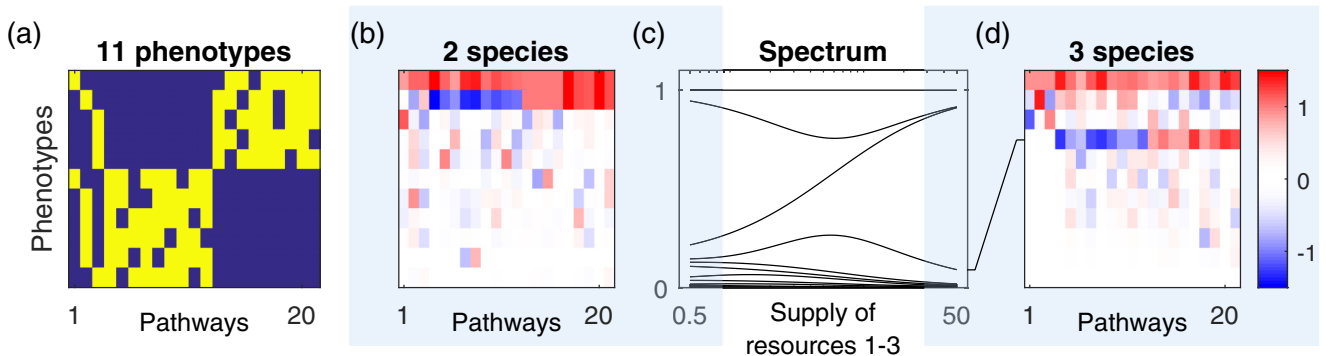 (a)
11 phenotypes
Phenotypes
1
Pathways
20
(b)
2 species
1
Pathways
20
(c)
Spectrum
1
0
0.5
Supply of
resources 1-3
50
(d)
3 species
1
Pathways
20
1
0
-1